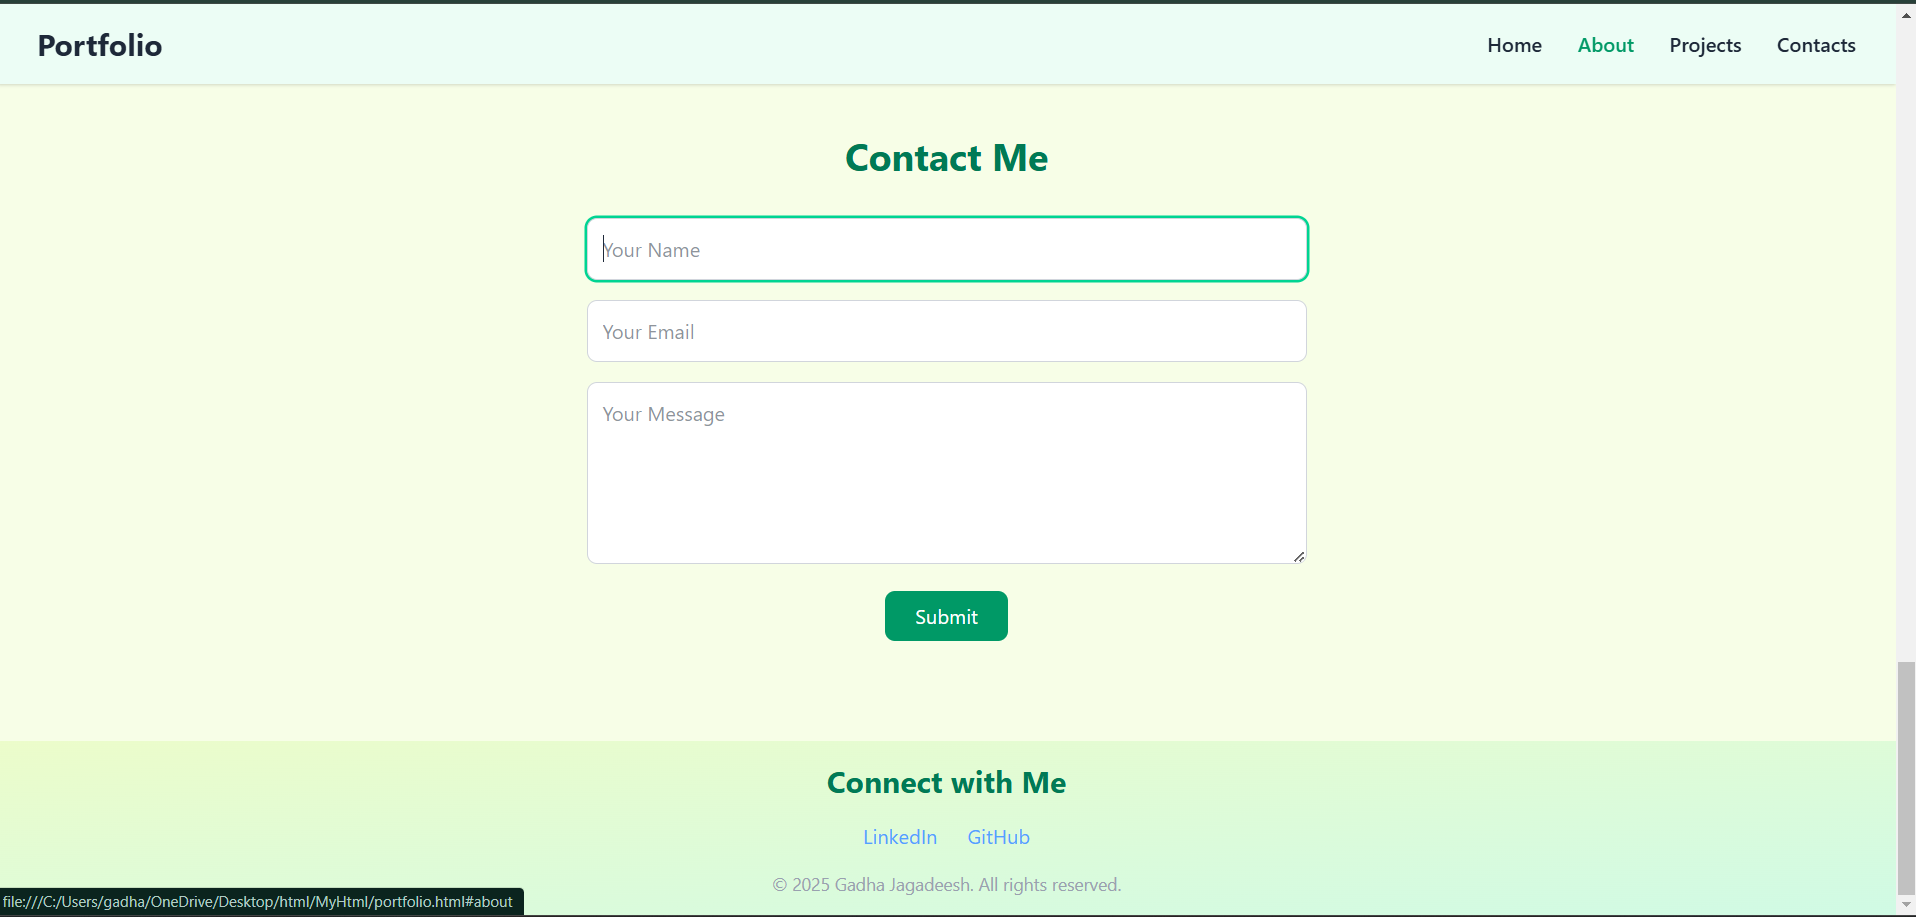 Portfolio
Home About Projects Contacts
Contact Me
Your Name
Your Email
Your Message
Submit
Connect with Me
LinkedIn GitHub
© 2025 Gadha Jagadeesh. All rights reserved.
file:///C:/Users/gadha/OneDrive/Desktop/html/MyHtml/portfolio.html#about